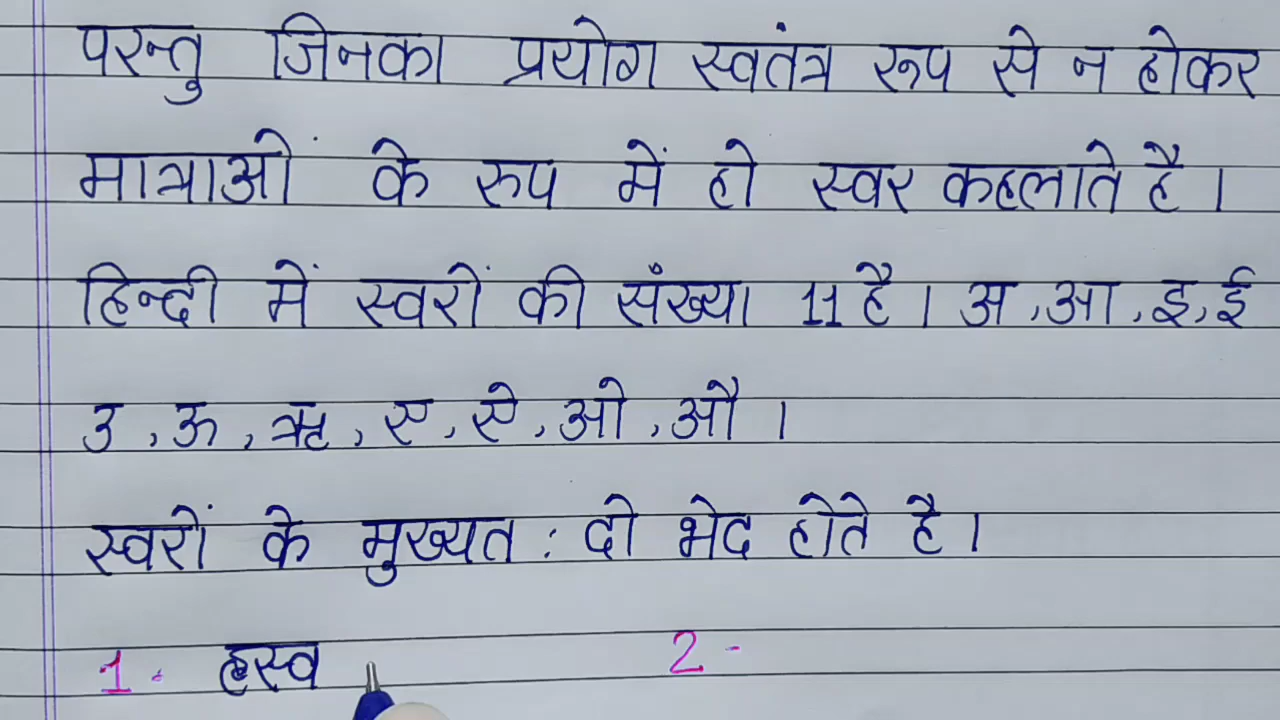 परन्तु जिनका प्रयोग स्वतंत्र रूप से न होकर
मात्राओं के रुप में हो स्वर कहलाते है ।
हिन्दी में स्वरों की संख्या 11 है । अ , आ , इ , ई
उ , ऊ , ऋ , ए , ऐ , ओ , औ ।
स्वरों के मुख्यत : दो भेद होते है ।
1 . ह्रस्व 2 -